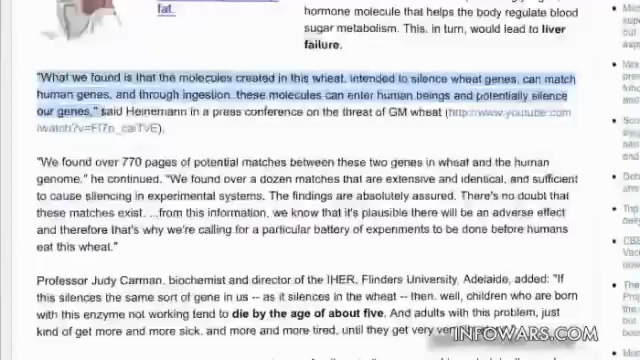 fat.
hormone molecule that helps the body regulate blood
sugar metabolism. This, in turn, would lead to liver
failure.
"What we found is that the molecules created in this wheat, intended to silence wheat genes, can match
human genes, and through ingestion, these molecules can enter human beings and potentially silence
our genes," said Heinemann in a press conference on the threat of GM wheat (http://www.youtube.com
/watch?v=
"We found over 770 pages of potential matches between these two genes in wheat and the human
genome," he continued. "We found over a dozen matches that are extensive and identical, and sufficient
to cause silencing in experimental systems. The findings are absolutely assured. There's no doubt that
these matches exist. ...from this information, we know that it's plausible there will be an adverse effect
and therefore that's why we're calling for a particular battery of experiments to be done before humans
eat this wheat."
Professor Judy Carman, biochemist and director of the IHER, Flinders University, Adelaide, added: "If
this silences the same sort of gene in us -- as it silences in the wheat -- then, well, children who are born
with this enzyme not working tend to die by the age of about five. And adults with this problem, just
kind of get more and more sick, and more and more tired, until they get very
INFOWARS.COM